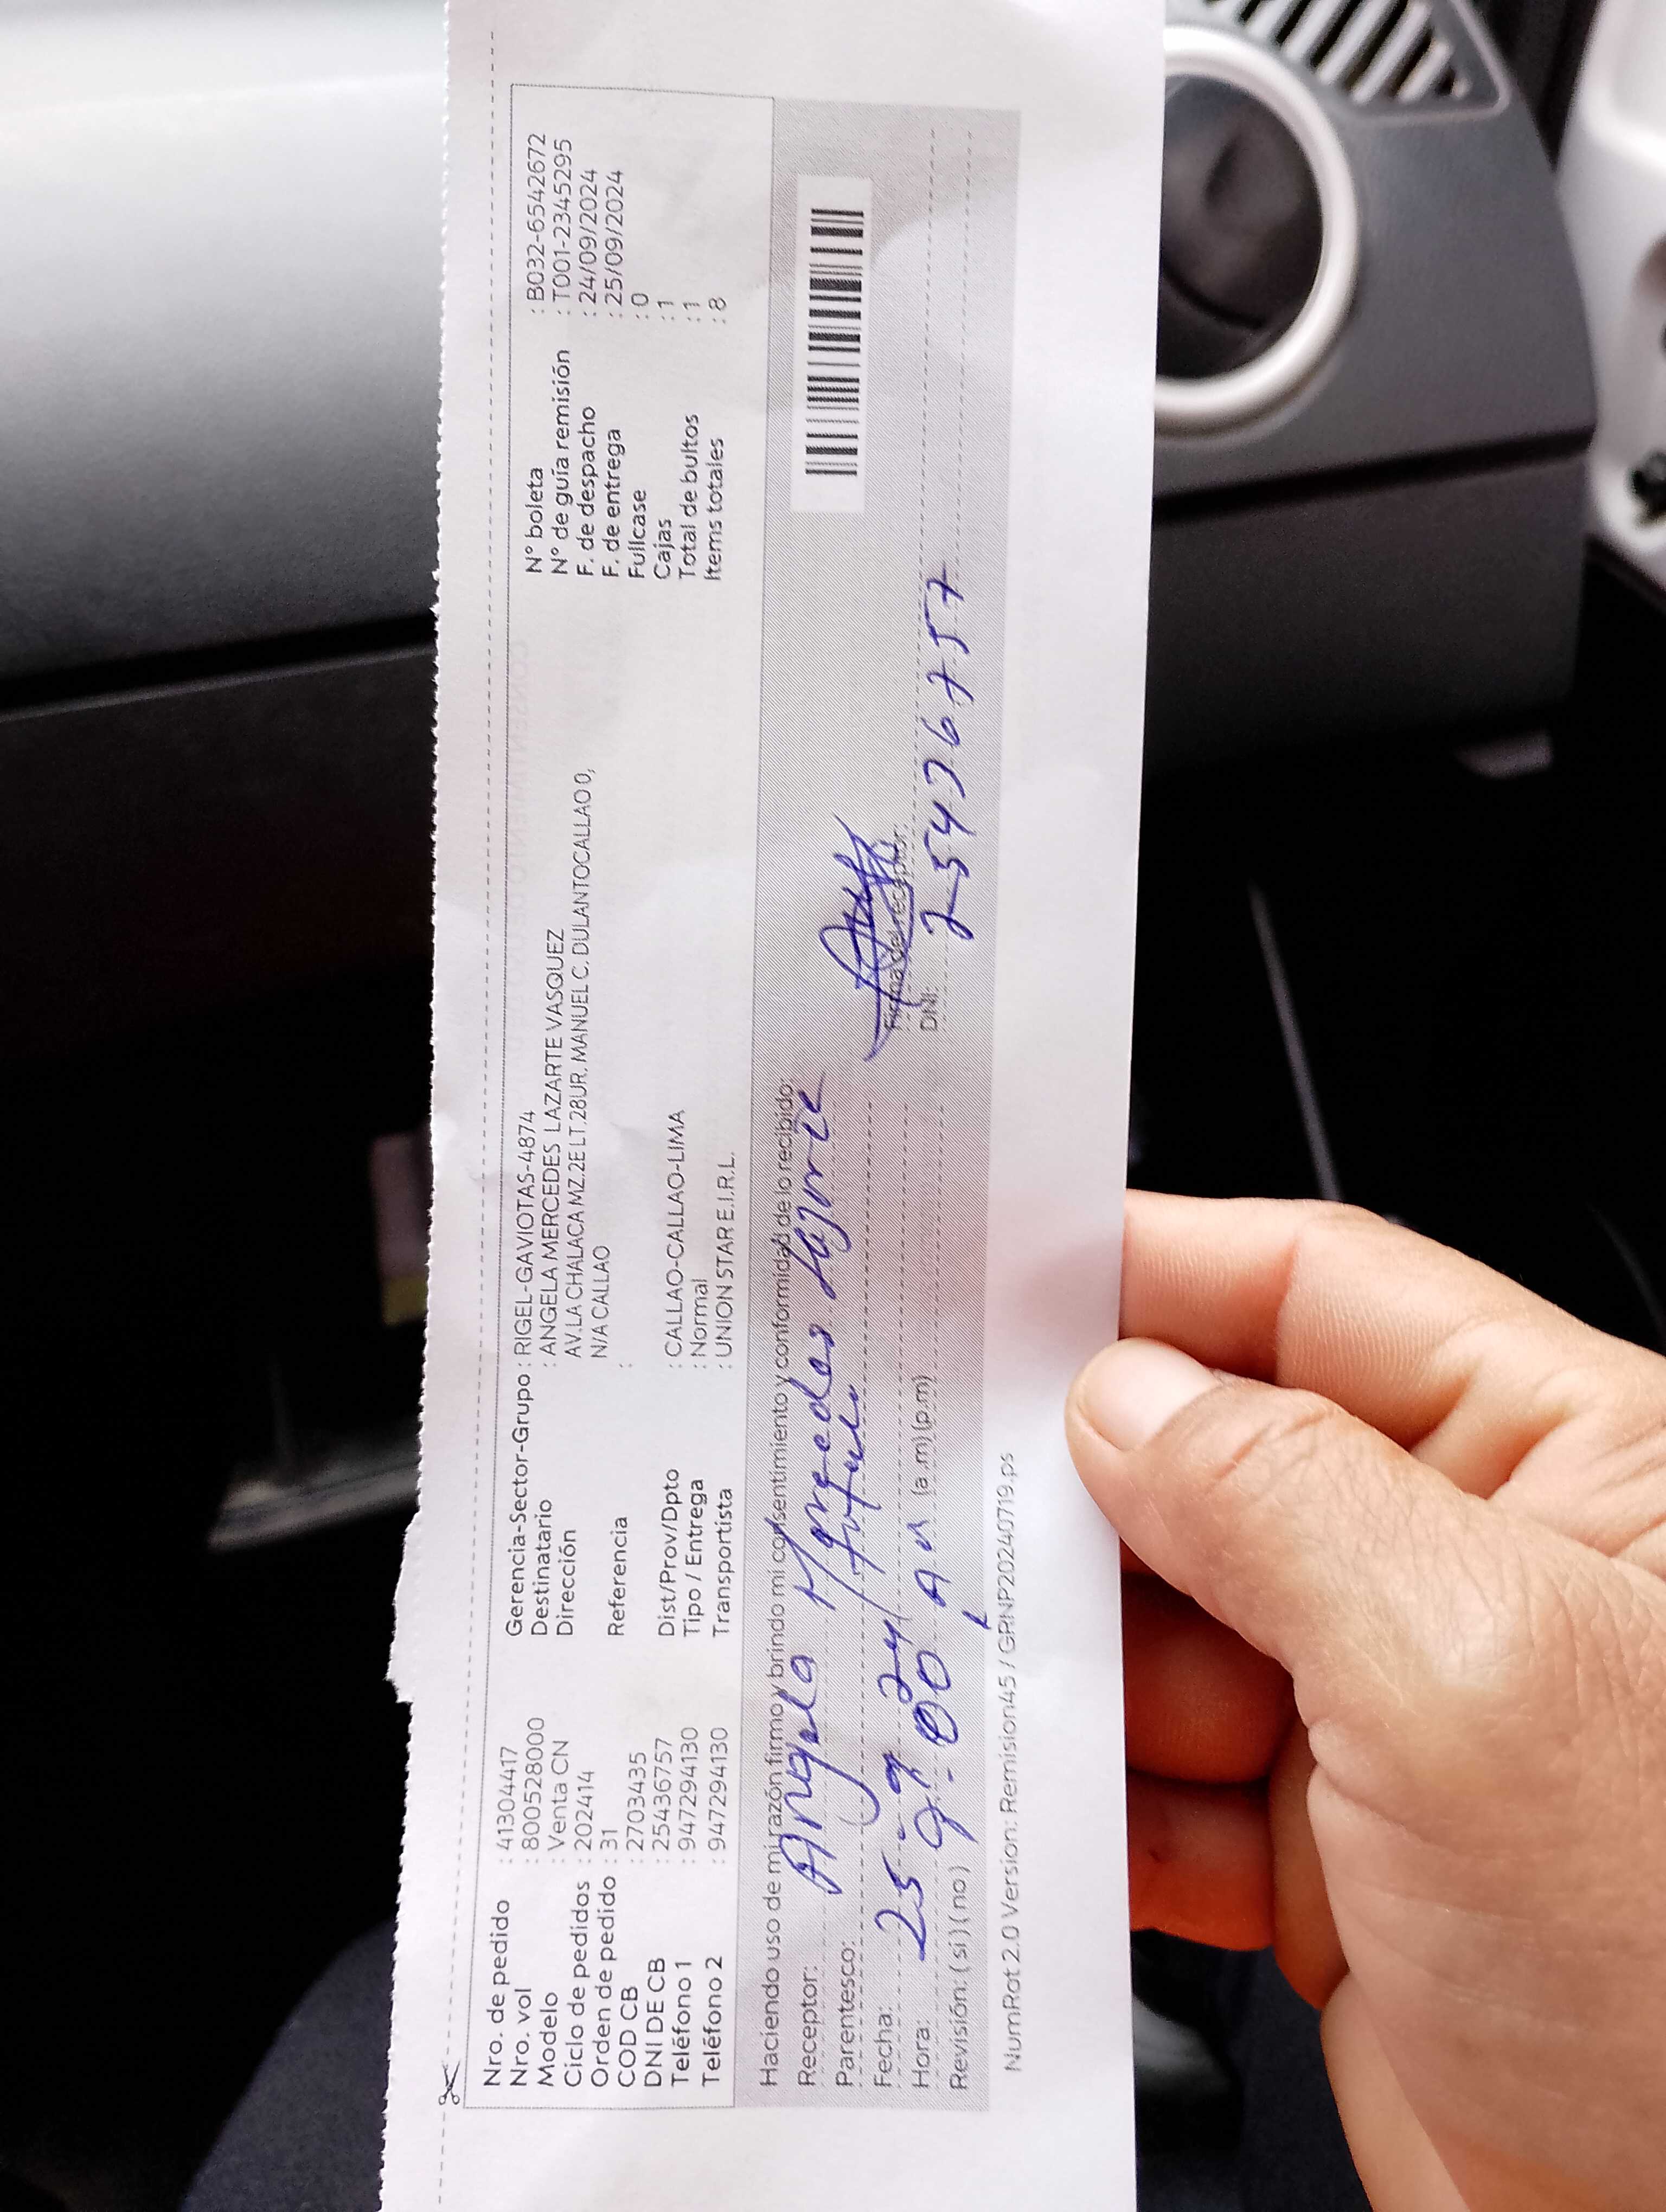 Nro. de pedido : 41304417
Nro. vol : 8005528000
Modelo : Venta CN
Ciclo de pedidos : 202414
Orden de pedido : 31
COD CB : 2703435
DNI DE CB : 25436757
Teléfono 1 : 947294130
Teléfono 2 : 947294130
Gerencia-Sector-Grupo : RIGEL-GAVIOTAS-4874
Destinatario : ANGELA MERCEDES LAZARTE VASQUEZ
Dirección AV.LA CHALACA MZ.2E LT.28UR. MANUEL C. DULANTOCALLAO 0,
N/A CALLAO
Referencia :
Dist/Prov/Dpto : CALLAO-CALLAO-LIMA
Tipo / Entrega : Normal
Transportista : UNION STAR E.I.R.L.
N° boleta : B032-6542672
N° de guía remisión : T001-2345295
F. de despacho : 24/09/2024
F. de entrega : 25/09/2024
Fullcase : 0
Cajas : 1
Total de bultos : 1
Items totales : 8
Haciendo uso de mi razón firmo y brindo mi consentimiento y conformidad de lo recibido:
Receptor: Angela Mercedes Lazarte
Parentesco:
Fecha: 25 - 9 - 24
Hora: 9:00 AM (a.m) (p.m)
Revisión: (si) (no)
Firma del receptor:
DNI: 25436757
NumRot 2.0 Version: Remision45 / GRNP20240719.ps